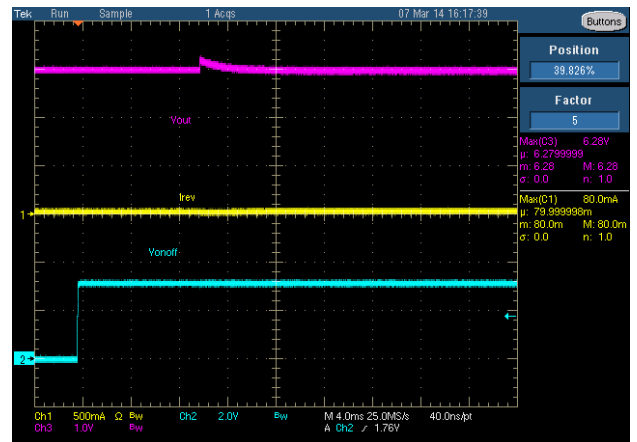 Tek Run Sample 1 Acqs 07 Mar 14 16:17:39
Buttons
Position
39.826%
Factor
5
Vout
Max(C3) 6.28V
µ: 6.2799999
m: 6.28 M: 6.28
σ: 0.0 n: 1.0
Irev
Max(C1) 80.0mA
µ: 79.999998m
m: 80.0m M: 80.0m
σ: 0.0 n: 1.0
1
Vonoff
2
Ch1 500mA Ω Bw Ch2 2.0V Bw M 4.0ms 25.0MS/s 40.0ns/pt
Ch3 1.0V Bw A Ch2 ∕ 1.76V